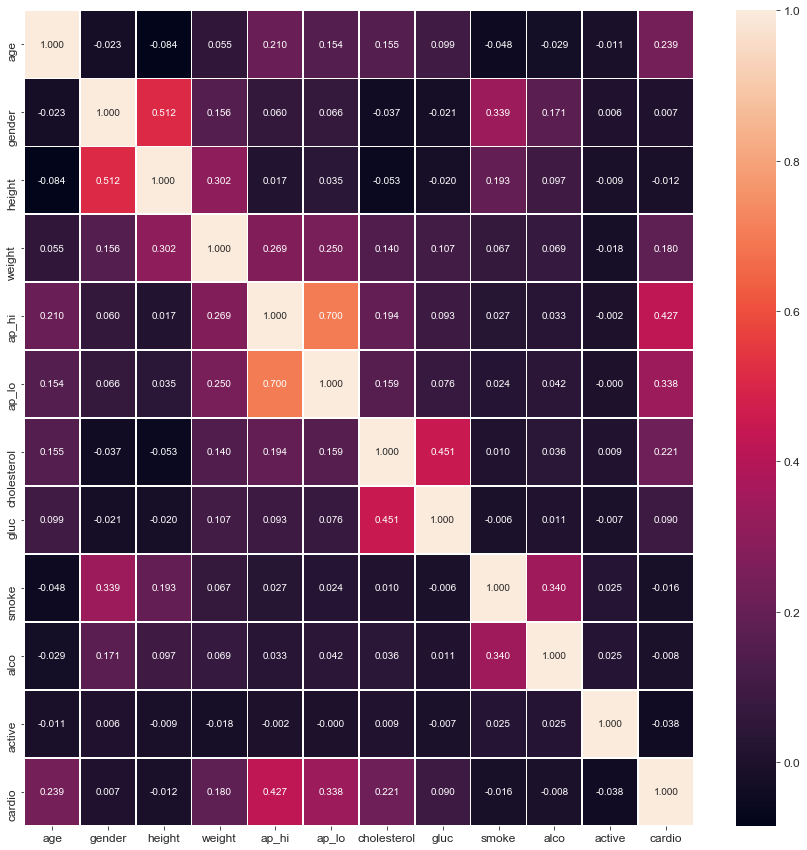 age 1.000 -0.023 -0.084 0.055 0.210 0.154 0.155 0.099 -0.048 -0.029 -0.011 0.239
gender -0.023 1.000 0.512 0.156 0.060 0.066 -0.037 -0.021 0.339 0.171 0.006 0.007
height -0.084 0.512 1.000 0.302 0.017 0.035 -0.053 -0.020 0.193 0.097 -0.009 -0.012
weight 0.055 0.156 0.302 1.000 0.269 0.250 0.140 0.107 0.067 0.069 -0.018 0.180
ap_hi 0.210 0.060 0.017 0.269 1.000 0.700 0.194 0.093 0.027 0.033 -0.002 0.427
ap_lo 0.154 0.066 0.035 0.250 0.700 1.000 0.159 0.076 0.024 0.042 -0.000 0.338
cholesterol 0.155 -0.037 -0.053 0.140 0.194 0.159 1.000 0.451 0.010 0.036 0.009 0.221
gluc 0.099 -0.021 -0.020 0.107 0.093 0.076 0.451 1.000 -0.006 0.011 -0.007 0.090
smoke -0.048 0.339 0.193 0.067 0.027 0.024 0.010 -0.006 1.000 0.340 0.025 -0.016
alco -0.029 0.171 0.097 0.069 0.033 0.042 0.036 0.011 0.340 1.000 0.025 -0.008
active -0.011 0.006 -0.009 -0.018 -0.002 -0.000 0.009 -0.007 0.025 0.025 1.000 -0.038
cardio 0.239 0.007 -0.012 0.180 0.427 0.338 0.221 0.090 -0.016 -0.008 -0.038 1.000
age gender height weight ap_hi ap_lo cholesterol gluc smoke alco active cardio
1.0
0.8
0.6
0.4
0.2
0.0